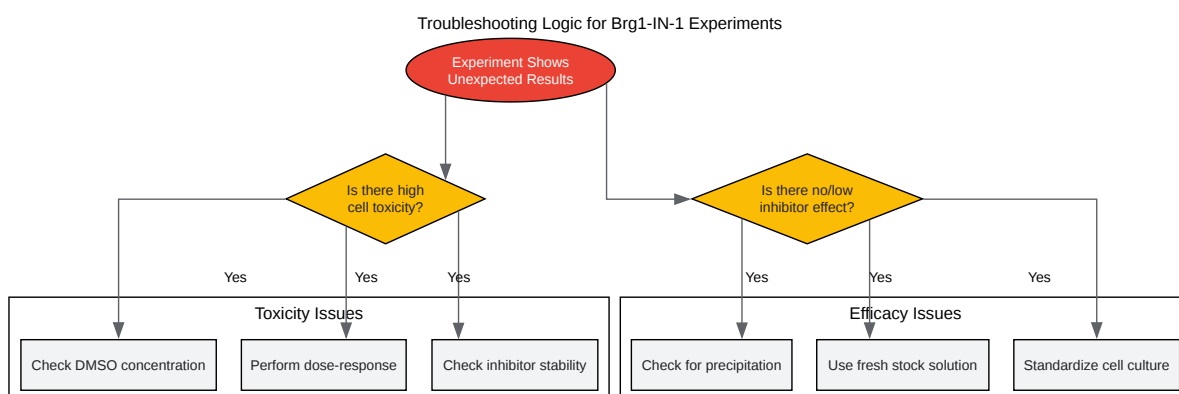 Troubleshooting Logic for Brg1-IN-1 Experiments
Experiment Shows
Unexpected Results
Is there high
cell toxicity?
Is there no/low
inhibitor effect?
Yes
Yes
Yes
Yes
Yes
Yes
Toxicity Issues
Efficacy Issues
Check DMSO concentration
Perform dose-response
Check inhibitor stability
Check for precipitation
Use fresh stock solution
Standardize cell culture